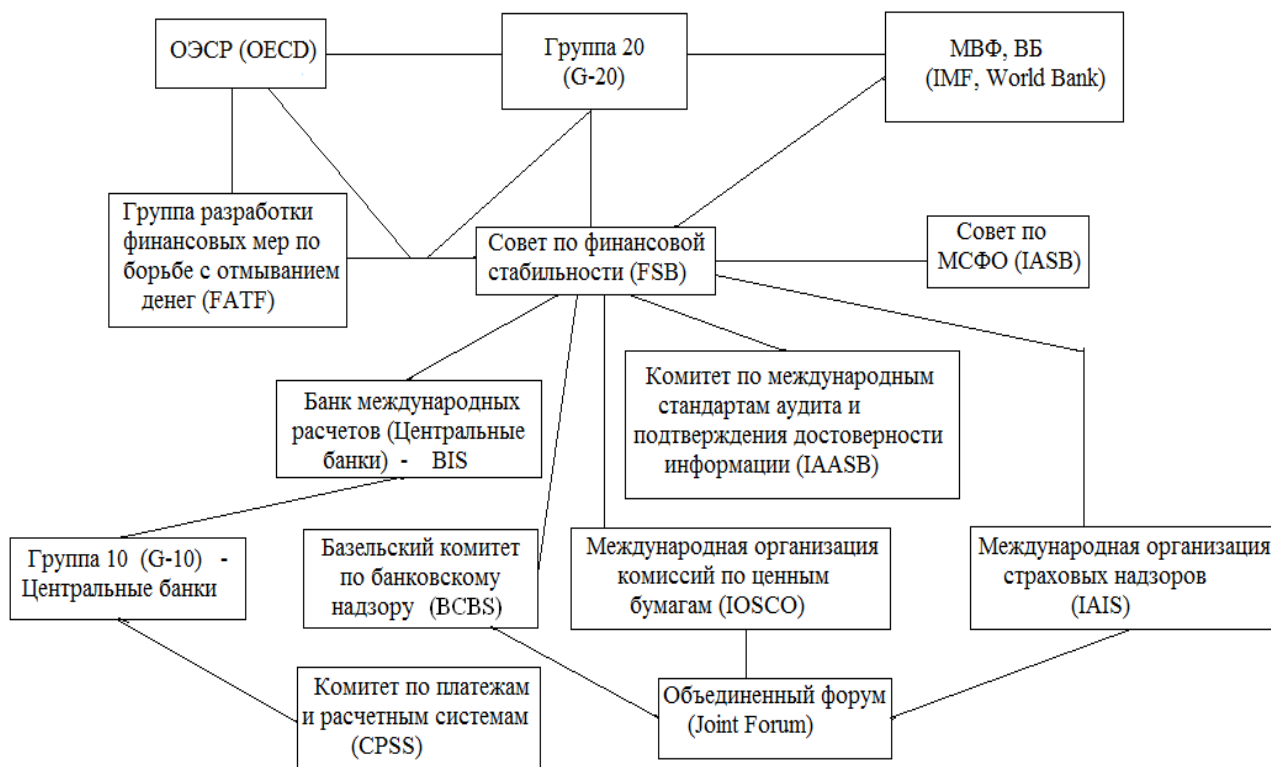 ОЭСР (OECD)
Группа 20
(G-20)
МВФ, ВБ
(IMF, World Bank)
Группа разработки
финансовых мер по
борьбе с отмыванием
денег (FATF)
Совет по финансовой
стабильности (FSB)
Совет по
МСФО (IASB)
Банк международных
расчетов (Центральные
банки) - BIS
Комитет по международным
стандартам аудита и
подтверждения достоверности
информации (IAASB)
Группа 10 (G-10) -
Центральные банки
Базельский комитет
по банковскому
надзору (BCBS)
Международная организация
комиссий по ценным
бумагам (IOSCO)
Международная организация
страховых надзоров
(IAIS)
Комитет по платежам
и расчетным системам
(CPSS)
Объединенный форум
(Joint Forum)